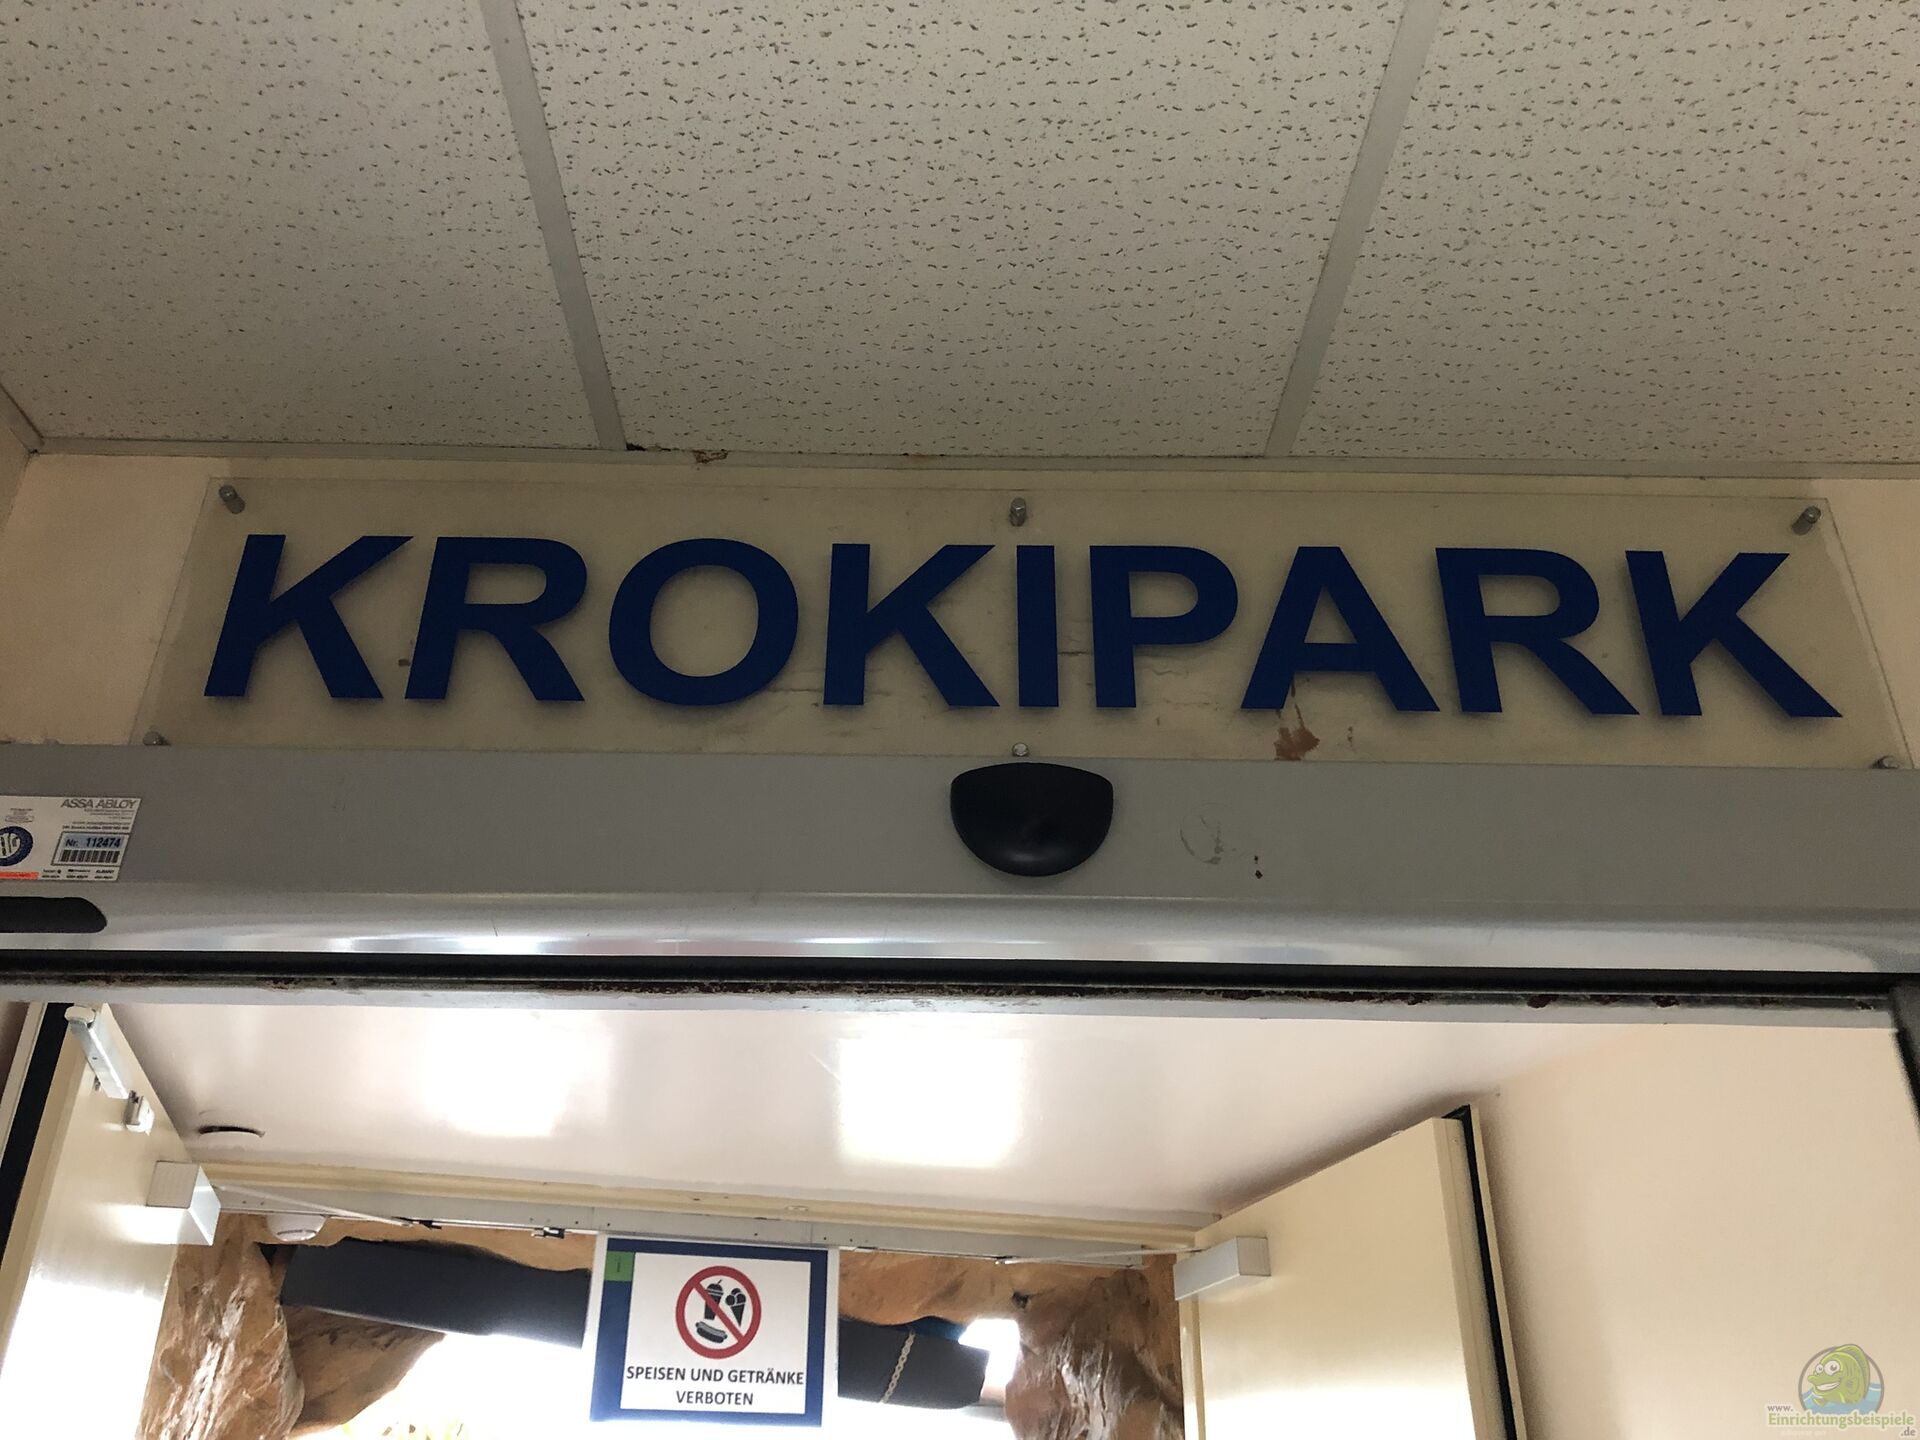 KROKIPARK
ASSA ABLOY
Nr. 112474
SPEISEN UND GETRÄNKE
VERBOTEN
www.
Einrichtungsbeispiele
.de